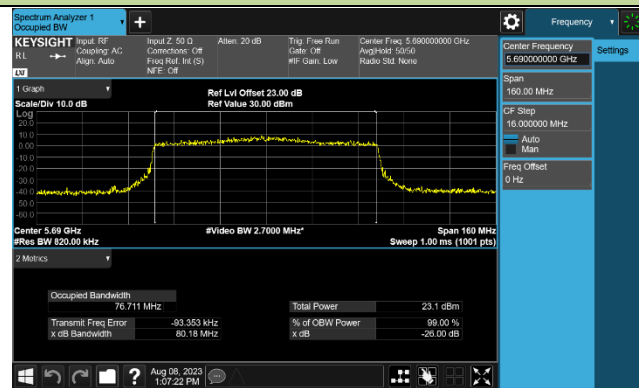 Spectrum Analyzer 1
Occupied BW
+
Frequency
KEYSIGHT
RL
LXI
Input: RF
Coupling: AC
Align: Auto
Input Z: 50 Ω
Corrections: Off
Freq Ref: Int (S)
NFE: Off
Atten: 20 dB
Trig: Free Run
Gate: Off
#IF Gain: Low
Center Freq: 5.690000000 GHz
Avg|Hold: 50/50
Radio Std: None
Center Frequency
5.690000000 GHz
Settings
Span
160.00 MHz
CF Step
16.000000 MHz
Auto
Man
Freq Offset
0 Hz
1 Graph
Scale/Div 10.0 dB
Ref Lvl Offset 23.00 dB
Ref Value 30.00 dBm
Log
20.0
10.0
0.00
-10.0
-20.0
-30.0
-40.0
-50.0
-60.0
Center 5.69 GHz
#Res BW 820.00 kHz
#Video BW 2.7000 MHz*
Span 160 MHz
Sweep 1.00 ms (1001 pts)
2 Metrics
Occupied Bandwidth
76.711 MHz
Total Power 23.1 dBm
Transmit Freq Error -93.353 kHz
% of OBW Power 99.00 %
x dB Bandwidth 80.18 MHz
x dB -26.00 dB
?
Aug 08, 2023
1:07:22 PM